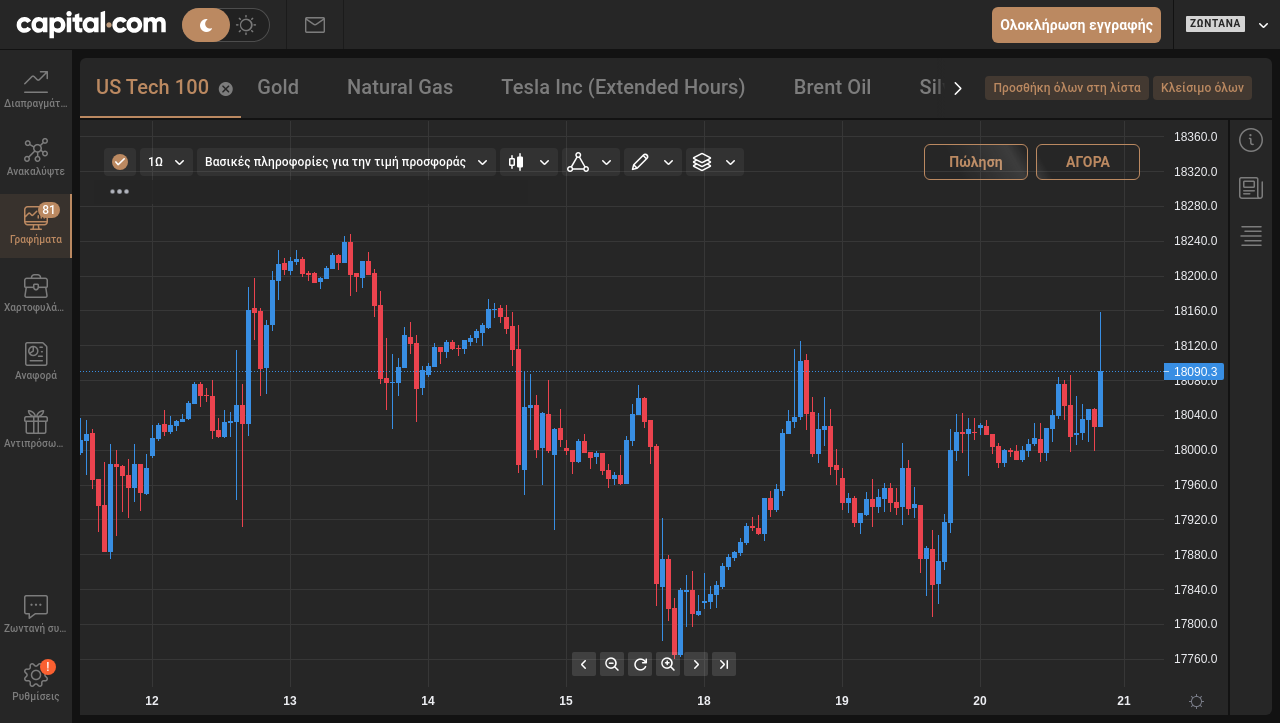 capital.com
Ολοκλήρωση εγγραφής
ΖΩΝΤΑΝΆ
US Tech 100
Gold
Natural Gas
Tesla Inc (Extended Hours)
Brent Oil
Sil
Προσθήκη όλων στη λίστα
Κλείσιμο όλων
Διαπραγμάτ...
Ανακαλύψτε
81
Γραφήματα
Χαρτοφυλά...
Αναφορά
Αντιπρόσω...
Ζωντανή συ...
!
Ρυθμίσεις
1Ω
Βασικές πληροφορίες για την τιμή προσφοράς
Πώληση
ΑΓΟΡΑ
18360.0
18320.0
18280.0
18240.0
18200.0
18160.0
18120.0
18090.3
18080.0
18040.0
18000.0
17960.0
17920.0
17880.0
17840.0
17800.0
17760.0
12
13
14
15
18
19
20
21